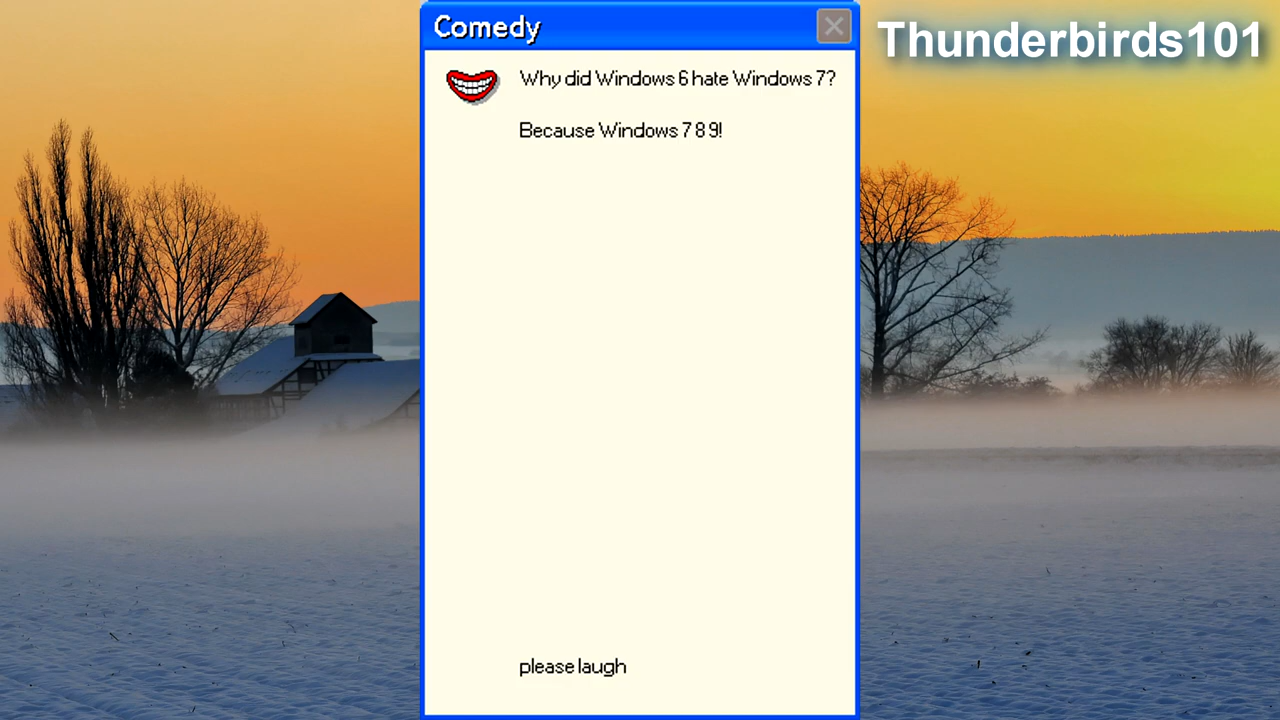 Comedy
Thunderbirds101
Why did Windows 6 hate Windows 7?
Because Windows 7 8 9!
please laugh